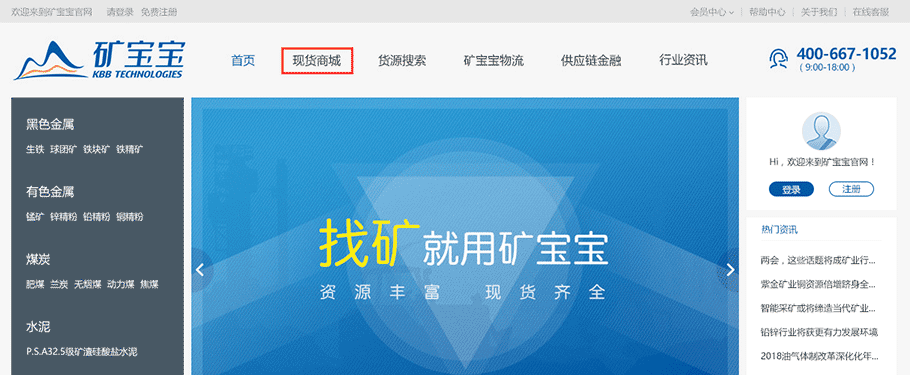 欢迎来到矿宝宝官网 请登录 免费注册 会员中心 帮助中心 关于我们 在线客服
矿宝宝
KBB TECHNOLOGIES
首页 现货商城 货源搜索 矿宝宝物流 供应链金融 行业资讯
400-667-1052
(9:00-18:00)
黑色金属
生铁 球团矿 铁块矿 铁精矿
有色金属
锰矿 锌精粉 铅精粉 铜精粉
煤炭
肥煤 兰炭 无烟煤 动力煤 焦煤
水泥
P.S.A32.5级矿渣硅酸盐水泥
找矿就用矿宝宝
资源丰富 现货齐全
Hi，欢迎来到矿宝宝官网！
登录 注册
热门资讯
两会，这些话题将成矿业行...
紫金矿业铜资源倍增跻身全...
智能采矿或将缔造当代矿业...
铅锌行业将获更有力发展环境
2018油气体制改革深化化年...